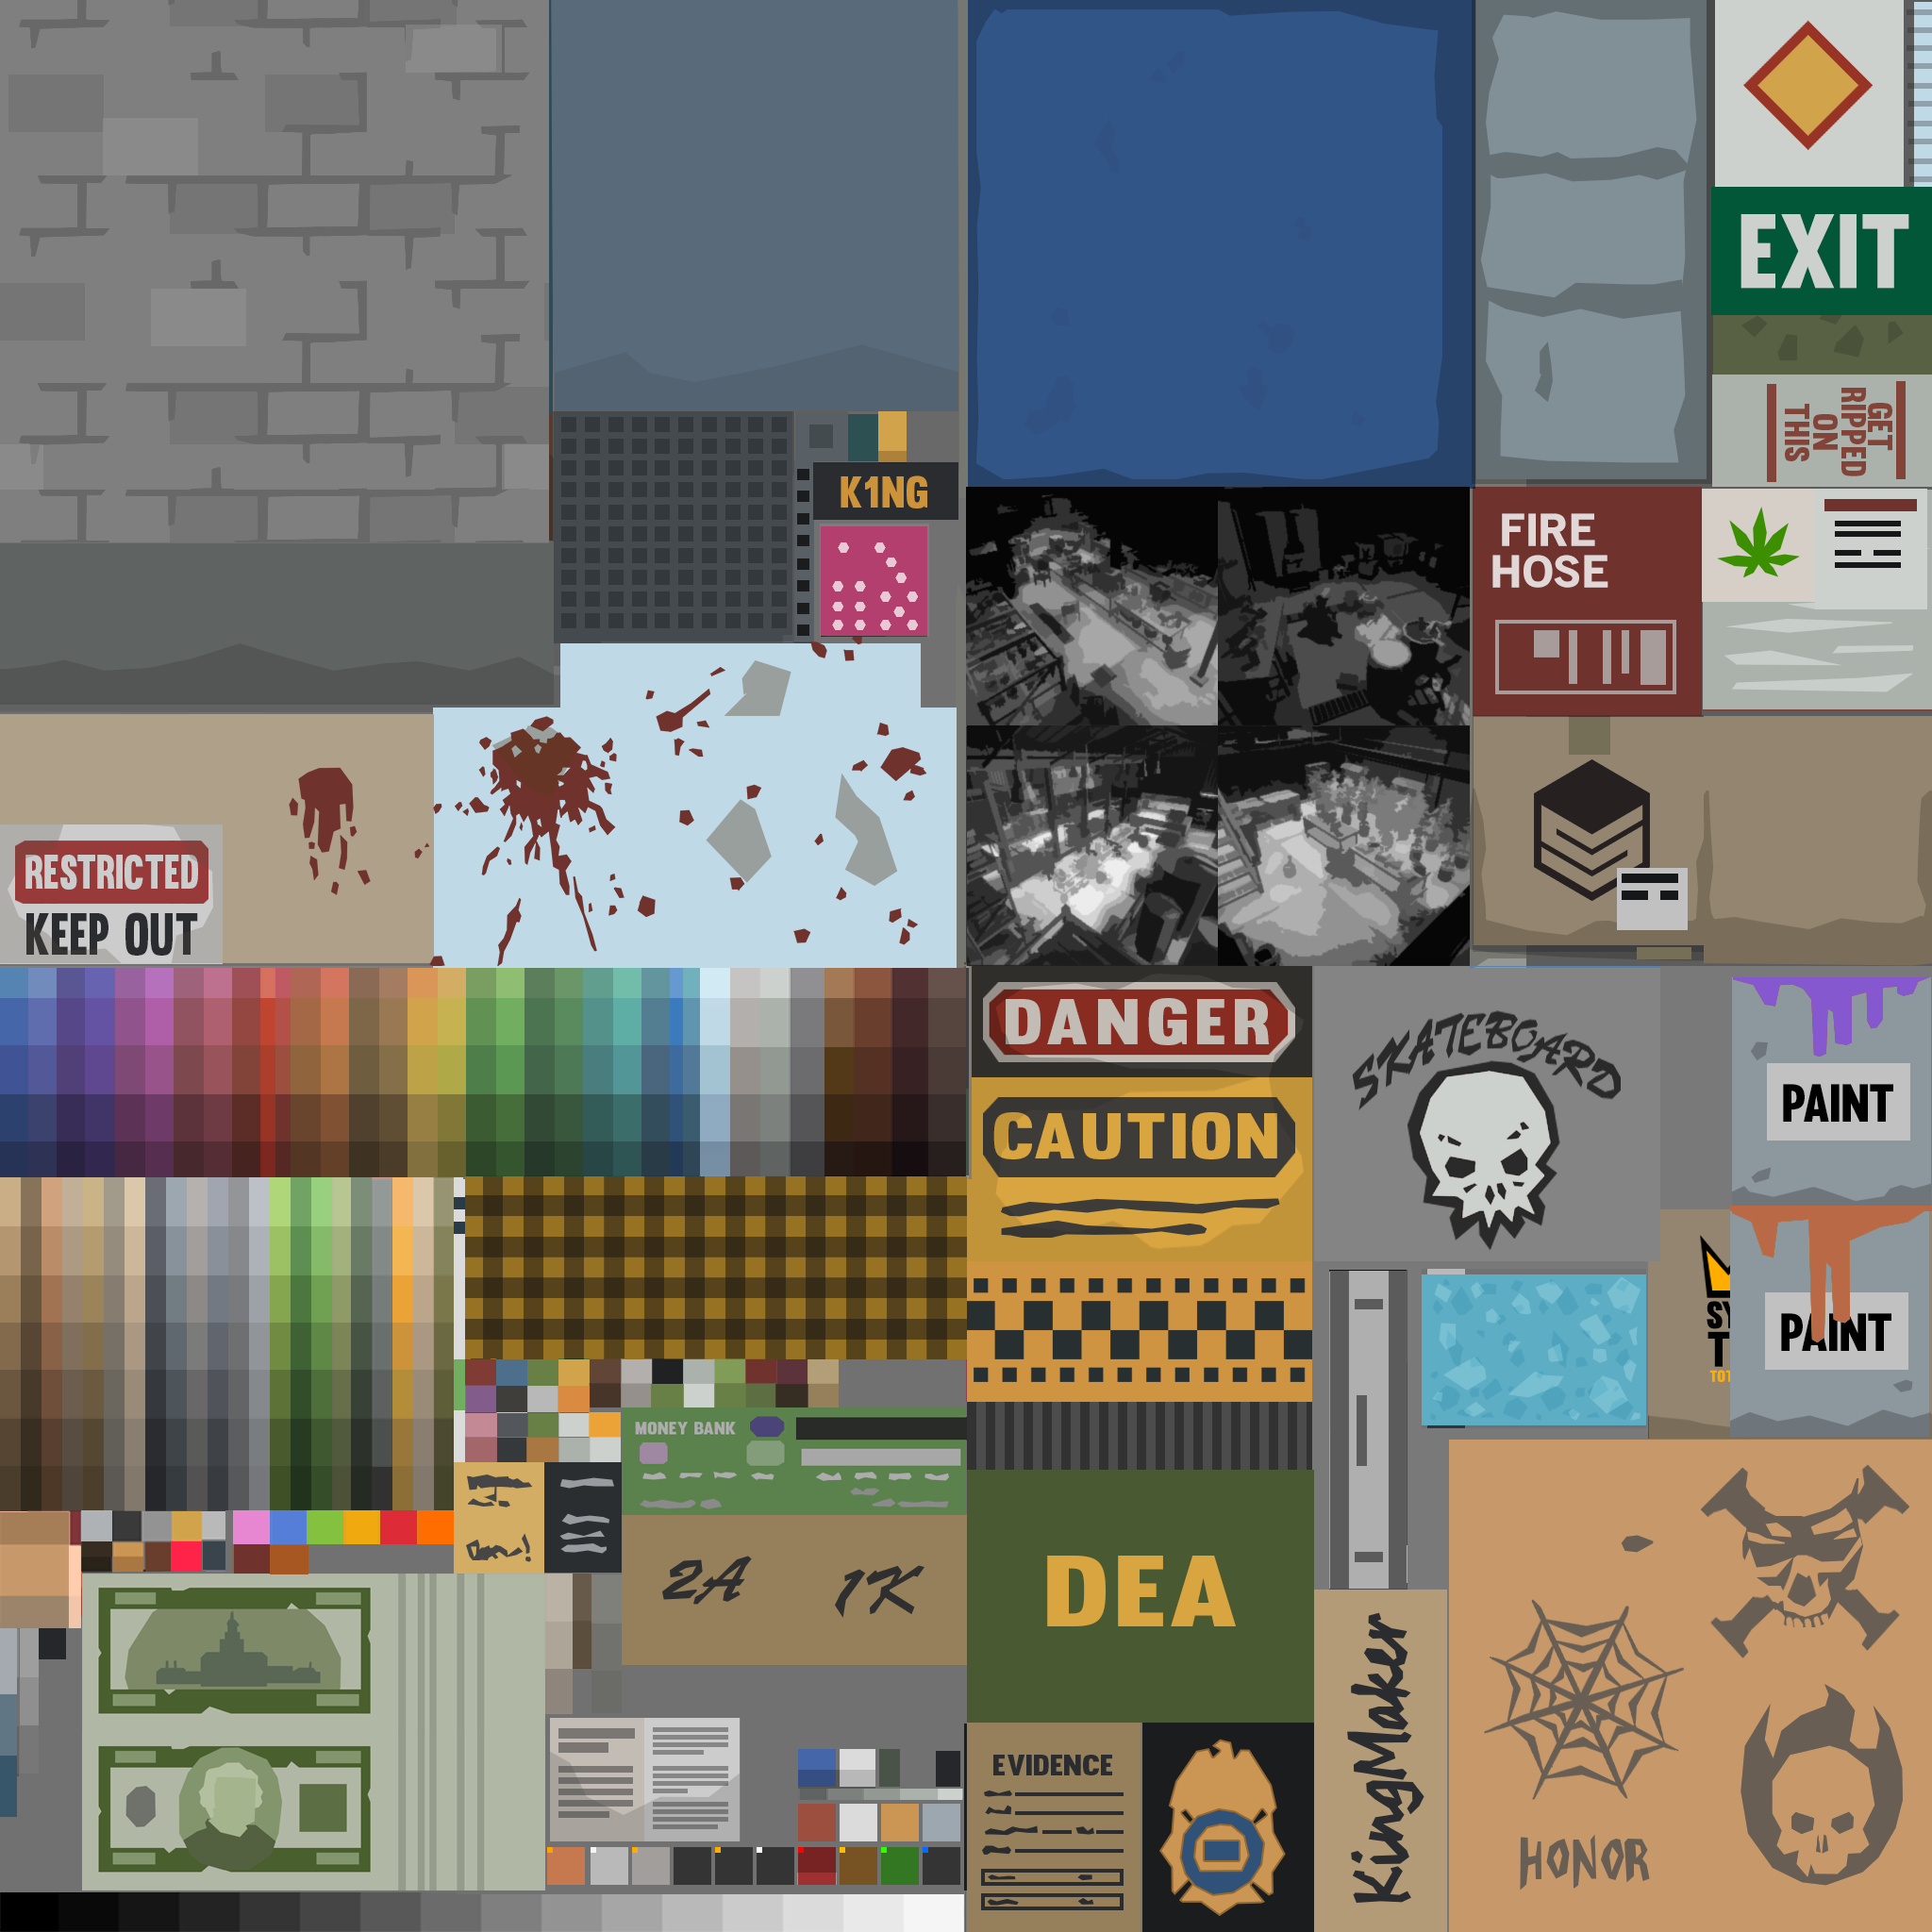 EXIT
GET
RIPPED
ON
THIS
K1NG
FIRE
HOSE
RESTRICTED
KEEP OUT
DANGER
CAUTION
SKATEBOARD
PAINT
PAINT
MONEY BANK
2A
1K
DEA
KingMaker
EVIDENCE
HONOR